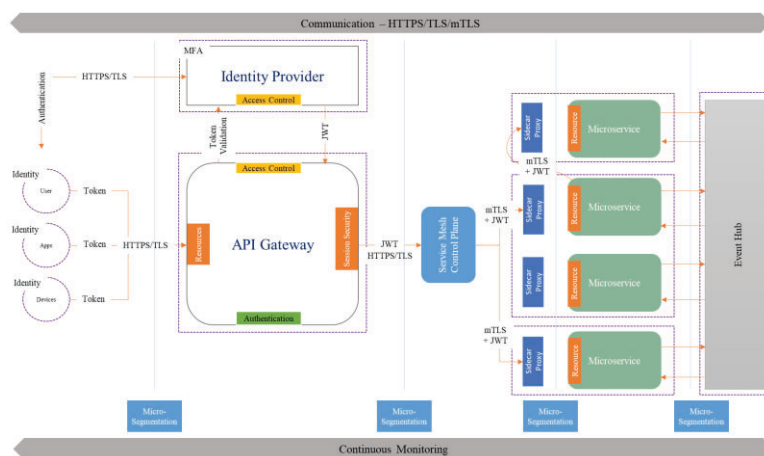 Communication – HTTPS/TLS/mTLS
MFA
Identity Provider
Access Control
HTTPS/TLS
Authentication
Token
Validation
JWT
Identity
User
Token
Identity
Apps
Token
Identity
Devices
Token
HTTPS/TLS
Access Control
Resources
API Gateway
Session Security
Authentication
JWT
HTTPS/TLS
Service Mesh
Control Plane
mTLS
+ JWT
mTLS
+ JWT
mTLS
+ JWT
Sidecar
Proxy
Resource
Microservice
Sidecar
Proxy
Resource
Microservice
Sidecar
Proxy
Resource
Microservice
Sidecar
Proxy
Resource
Microservice
Event Hub
Micro-
Segmentation
Micro-
Segmentation
Micro-
Segmentation
Micro-
Segmentation
Continuous Monitoring